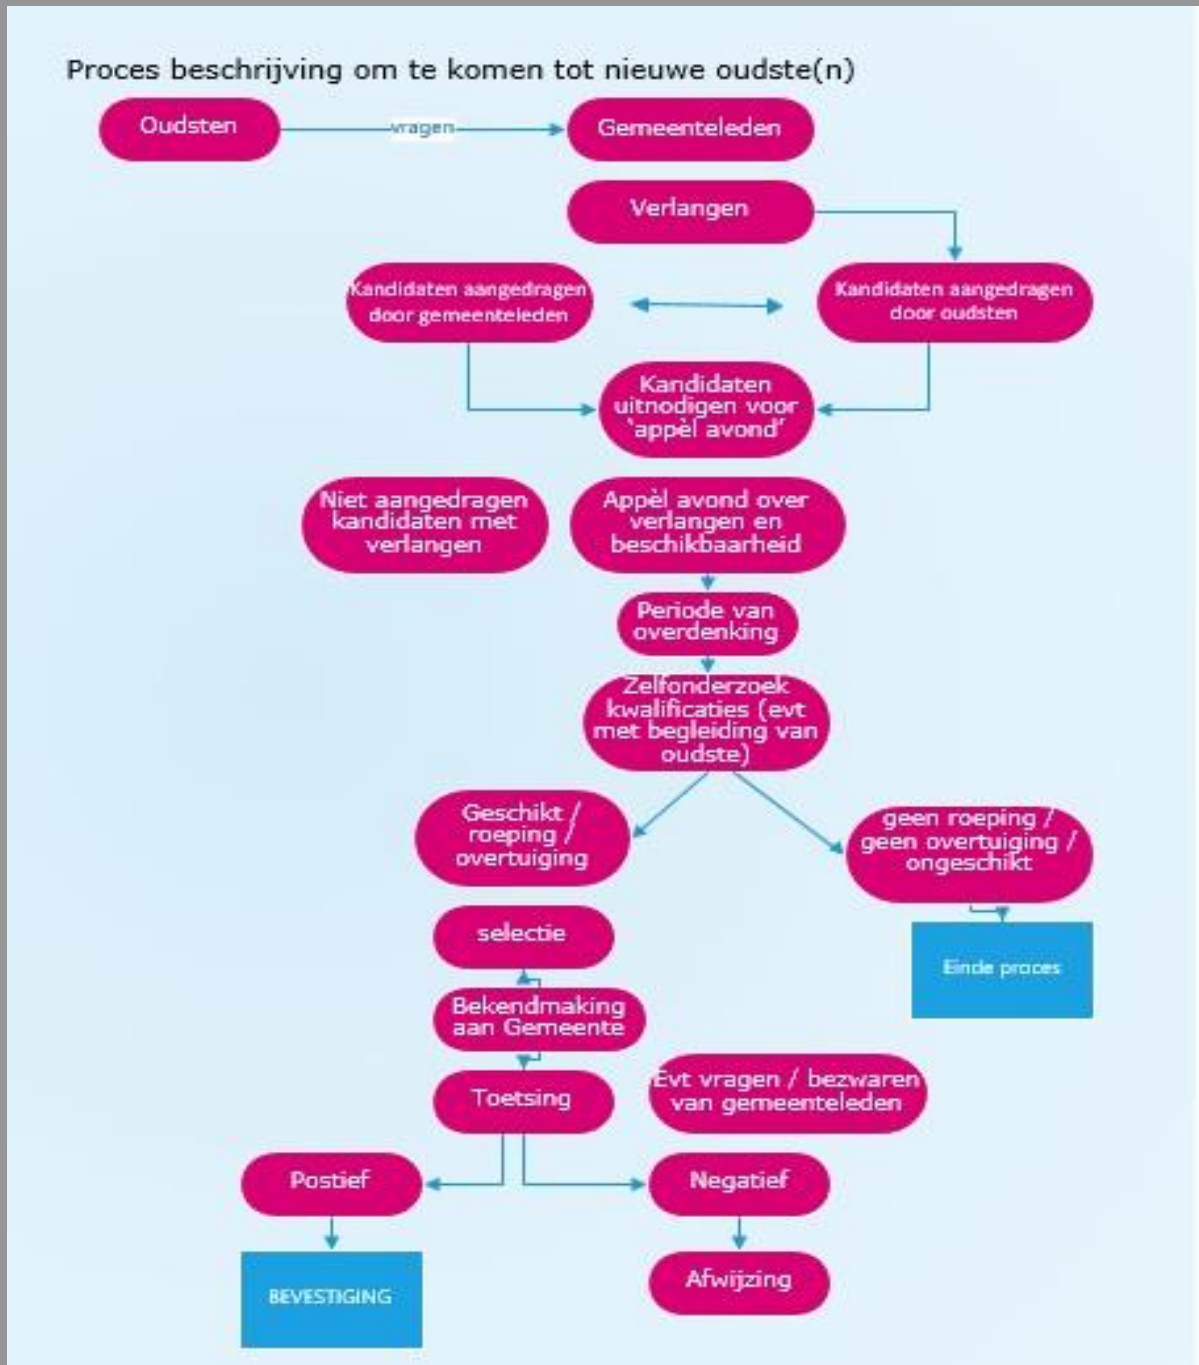 Proces beschrijving om te komen tot nieuwe oudste(n)
Oudsten
vragen
Gemeenteleden
Verlangen
Kandidaten aangedragen
door gemeenteleden
Kandidaten aangedragen
door oudsten
Kandidaten
uitnodigen voor
‘appèl avond’
Niet aangedragen
kandidaten met
verlangen
Appèl avond over
verlangen en
beschikbaarheid
Periode van
overdenking
Zelfonderzoek
kwalificaties (evt
met begleiding van
oudste)
Geschikt /
roeping /
overtuiging
geen roeping /
geen overtuiging /
ongeschikt
selectie
Einde proces
Bekendmaking
aan Gemeente
Toetsing
Evt vragen / bezwaren
van gemeenteleden
Postief
Negatief
BEVESTIGING
Afwijzing